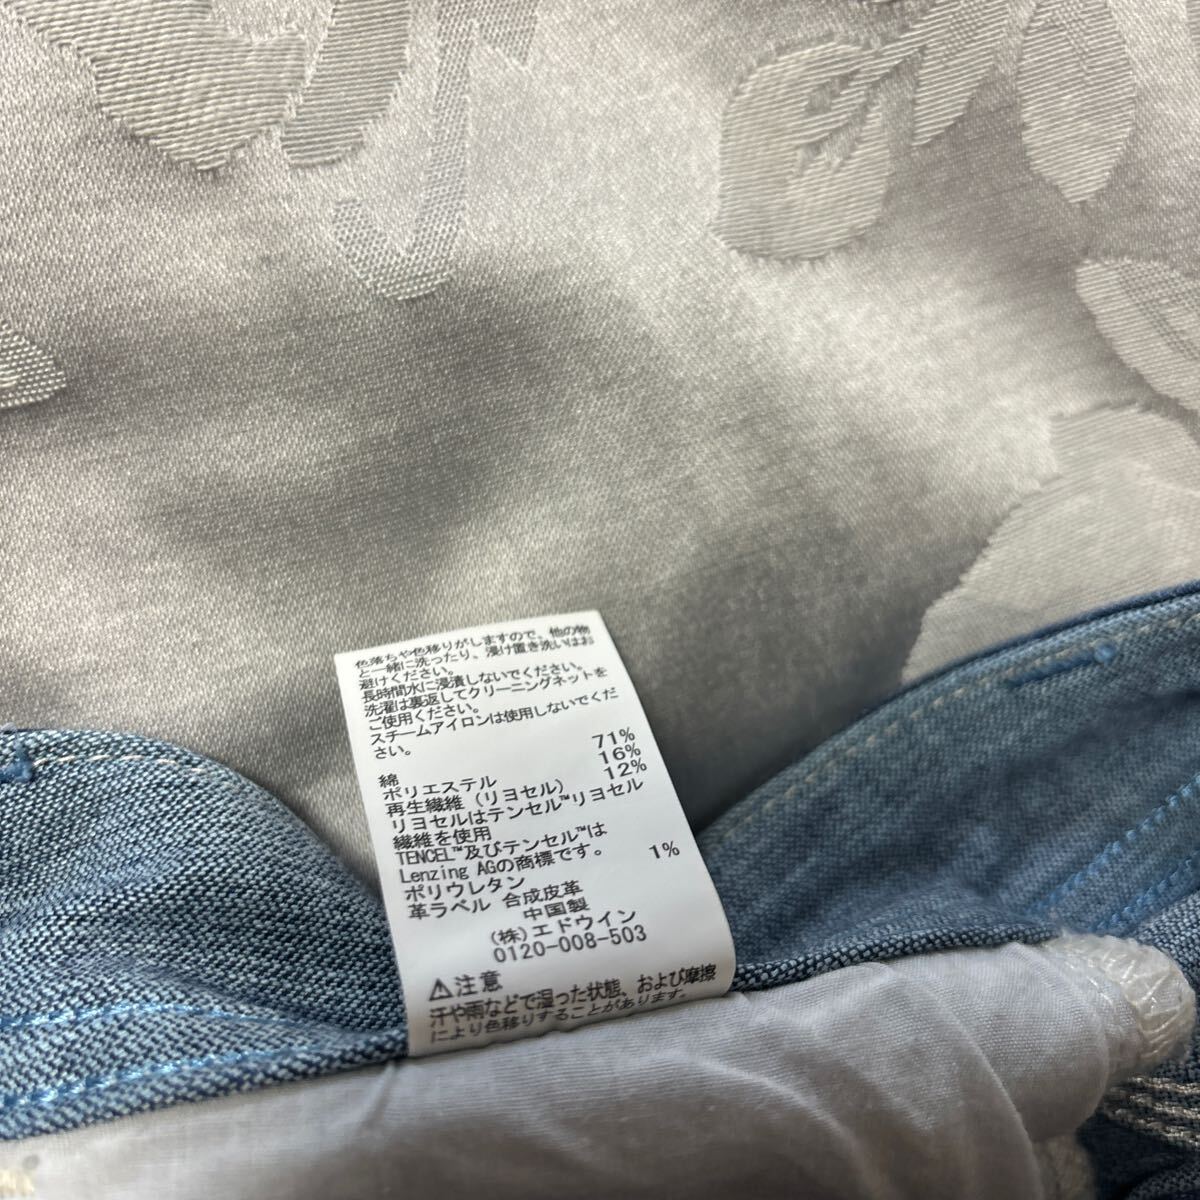 色落ちや色移りがしますので、他の物
と一緒に洗ったり、浸け置き洗いはお
避けください。
長時間水に浸漬しないでください。
洗濯は裏返してクリーニングネットを
ご使用ください。
スチームアイロンは使用しないでくだ
さい。
綿 71%
ポリエステル 16%
再生繊維(リヨセル) 12%
リヨセルはテンセル™リヨセル
繊維を使用
TENCEL™及びテンセル™は
Lenzing AGの商標です。
ポリウレタン 1%
革ラベル 合成皮革
中国製
(株)エドウイン
0120-008-503
⚠注意
汗や雨などで湿った状態、および摩擦
により色移りすることがあります。